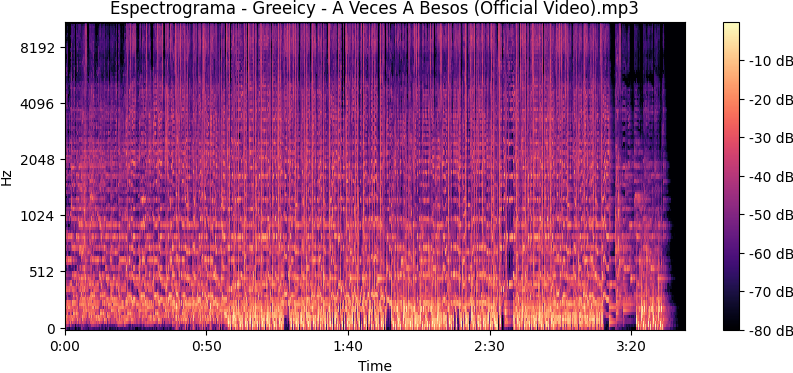 Espectrograma - Greeicy - A Veces A Besos (Official Video).mp3
8192
4096
2048
1024
512
0
Hz
0:00
0:50
1:40
2:30
3:20
Time
-10 dB
-20 dB
-30 dB
-40 dB
-50 dB
-60 dB
-70 dB
-80 dB